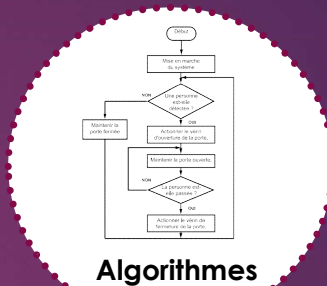 Début
Mise en marche
du système
Une personne
est-elle
détectée ?
NON
OUI
Maintenir la
porte fermée
Actionner le vérin
d'ouverture de la porte.
Maintenir la porte ouverte.
NON
La personne est-
elle passée ?
OUI
Actionner le vérin de
fermeture de la porte.
Algorithmes